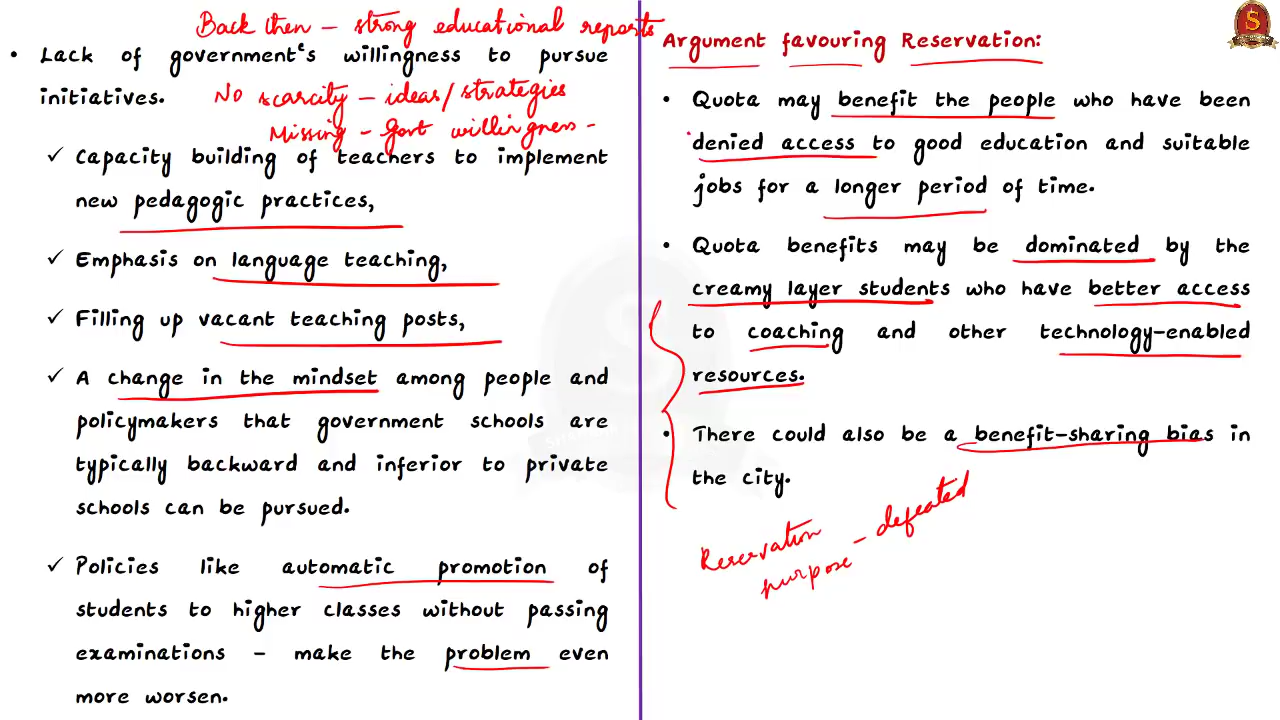 Back then - strong educational reports
• Lack of government's willingness to pursue
initiatives.
No scarcity - ideas/strategies
Missing - Govt willingness -
✓ Capacity building of teachers to implement
new pedagogic practices,
✓ Emphasis on language teaching,
✓ Filling up vacant teaching posts,
✓ A change in the mindset among people and
policymakers that government schools are
typically backward and inferior to private
schools can be pursued.
✓ Policies like automatic promotion of
students to higher classes without passing
examinations - make the problem even
more worsen.
Argument favouring Reservation:
• Quota may benefit the people who have been
denied access to good education and suitable
jobs for a longer period of time.
• Quota benefits may be dominated by the
creamy layer students who have better access
to coaching and other technology-enabled
resources.
• There could also be a benefit-sharing bias in
the city.
Reservation
purpose - defeated
S